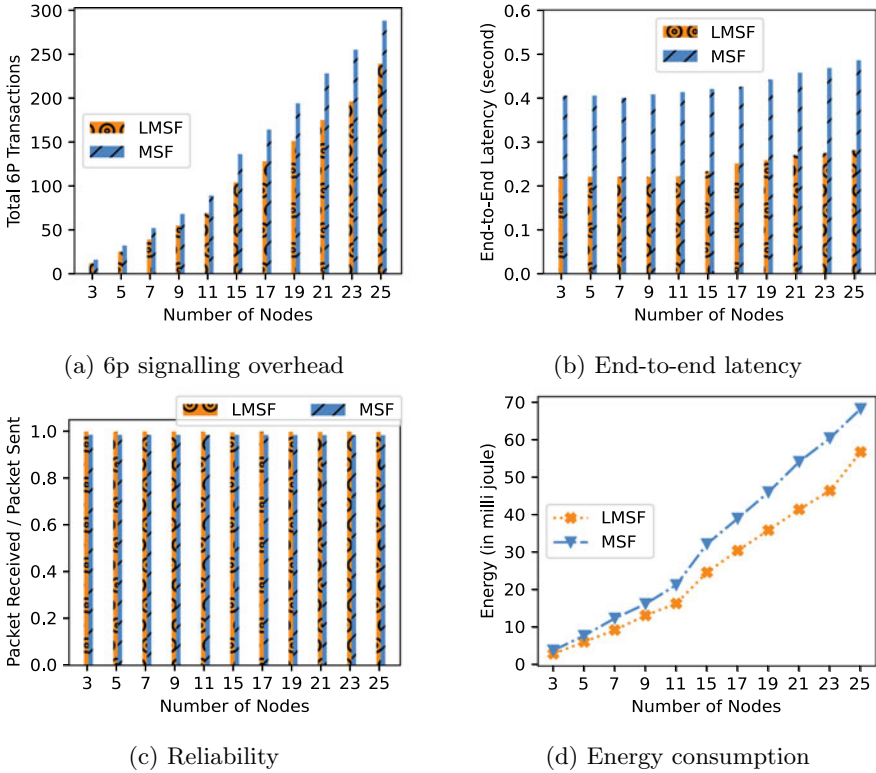 300
250
200
150
100
50
0
Total 6P Transactions
LMSF
MSF
3 5 7 9 11 15 17 19 21 23 25
Number of Nodes
(a) 6p signalling overhead
0.6
0.5
0.4
0.3
0.2
0.1
0.0
End-to-End Latency (second)
LMSF
MSF
3 5 7 9 11 15 17 19 21 23 25
Number of Nodes
(b) End-to-end latency
LMSF MSF
1.0
0.8
0.6
0.4
0.2
0.0
Packet Received / Packet Sent
3 5 7 9 11 15 17 19 21 23 25
Number of Nodes
(c) Reliability
70
60
50
40
30
20
10
0
Energy (in milli joule)
LMSF
MSF
3 5 7 9 11 15 17 19 21 23 25
Number of Nodes
(d) Energy consumption